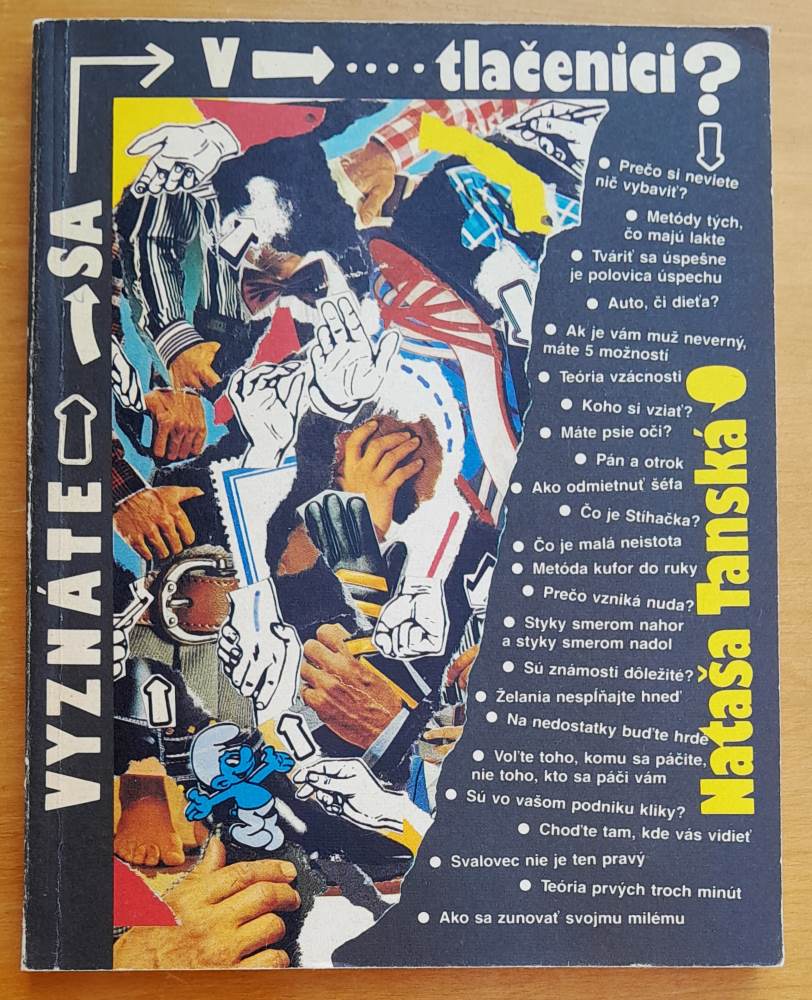 VYZNÁTE SA V .... tlačenici?
● Prečo si neviete
nič vybaviť?
● Metódy tých,
čo majú lakte
● Tváriť sa úspešne
je polovica úspechu
● Auto, či dieťa?
● Ak je vám muž neverný,
máte 5 možností
● Teória vzácnosti
● Koho si vziať?
● Máte psie oči?
● Pán a otrok
● Ako odmietnuť šéfa
● Čo je Stíhačka?
● Čo je malá neistota
● Metóda kufor do ruky
● Prečo vzniká nuda?
● Styky smerom nahor
a styky smerom nadol
● Sú známosti dôležité?
● Želania nespĺňajte hneď
● Na nedostatky buďte hrdé
● Voľte toho, komu sa páčite,
nie toho, kto sa páči vám
● Sú vo vašom podniku kliky?
● Choďte tam, kde vás vidieť
● Svalovec nie je ten pravý
● Teória prvých troch minút
● Ako sa zunovať svojmu milému
Nataša Tanská